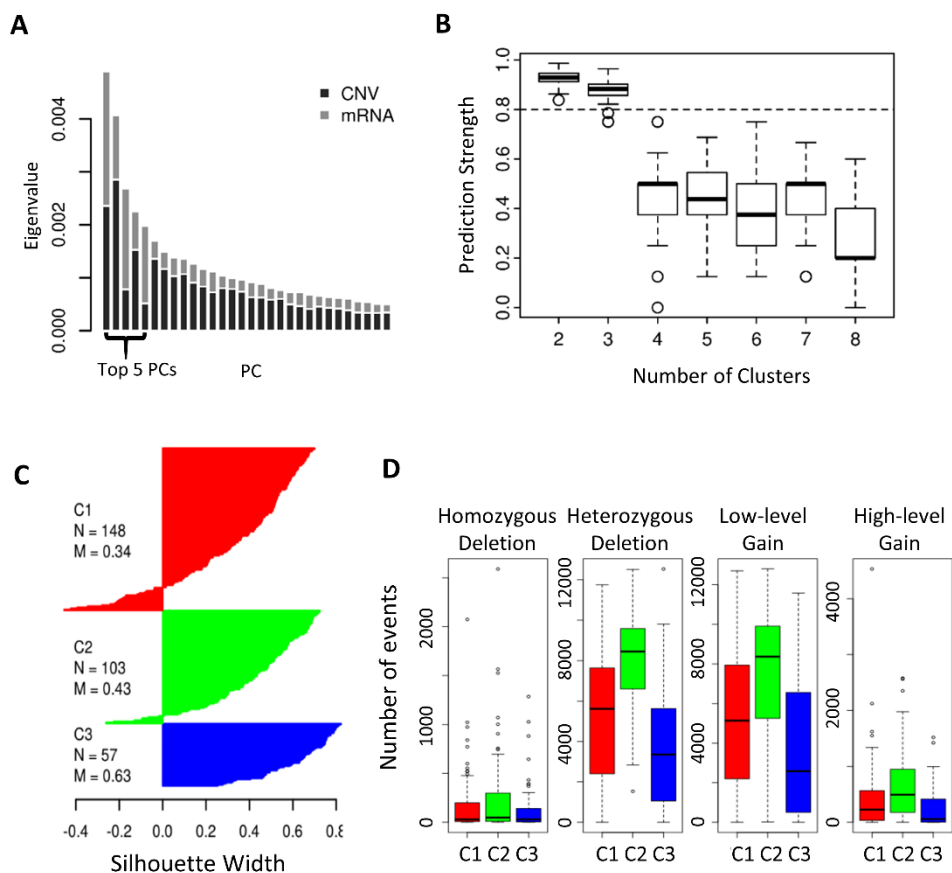 A
CNV
mRNA
Eigenvalue
0.004
0.002
0.000
Top 5 PCs
PC
B
Prediction Strength
1.0
0.8
0.6
0.4
0.2
0.0
2 3 4 5 6 7 8
Number of Clusters
C
C1
N = 148
M = 0.34
C2
N = 103
M = 0.43
C3
N = 57
M = 0.63
-0.4 0.0 0.2 0.4 0.6 0.8
Silhouette Width
D
Homozygous
Deletion
Heterozygous
Deletion
Low-level
Gain
High-level
Gain
Number of events
2000
1000
0
12000
8000
4000
0
12000
8000
4000
0
4000
2000
0
C1 C2 C3
C1 C2 C3
C1 C2 C3
C1 C2 C3